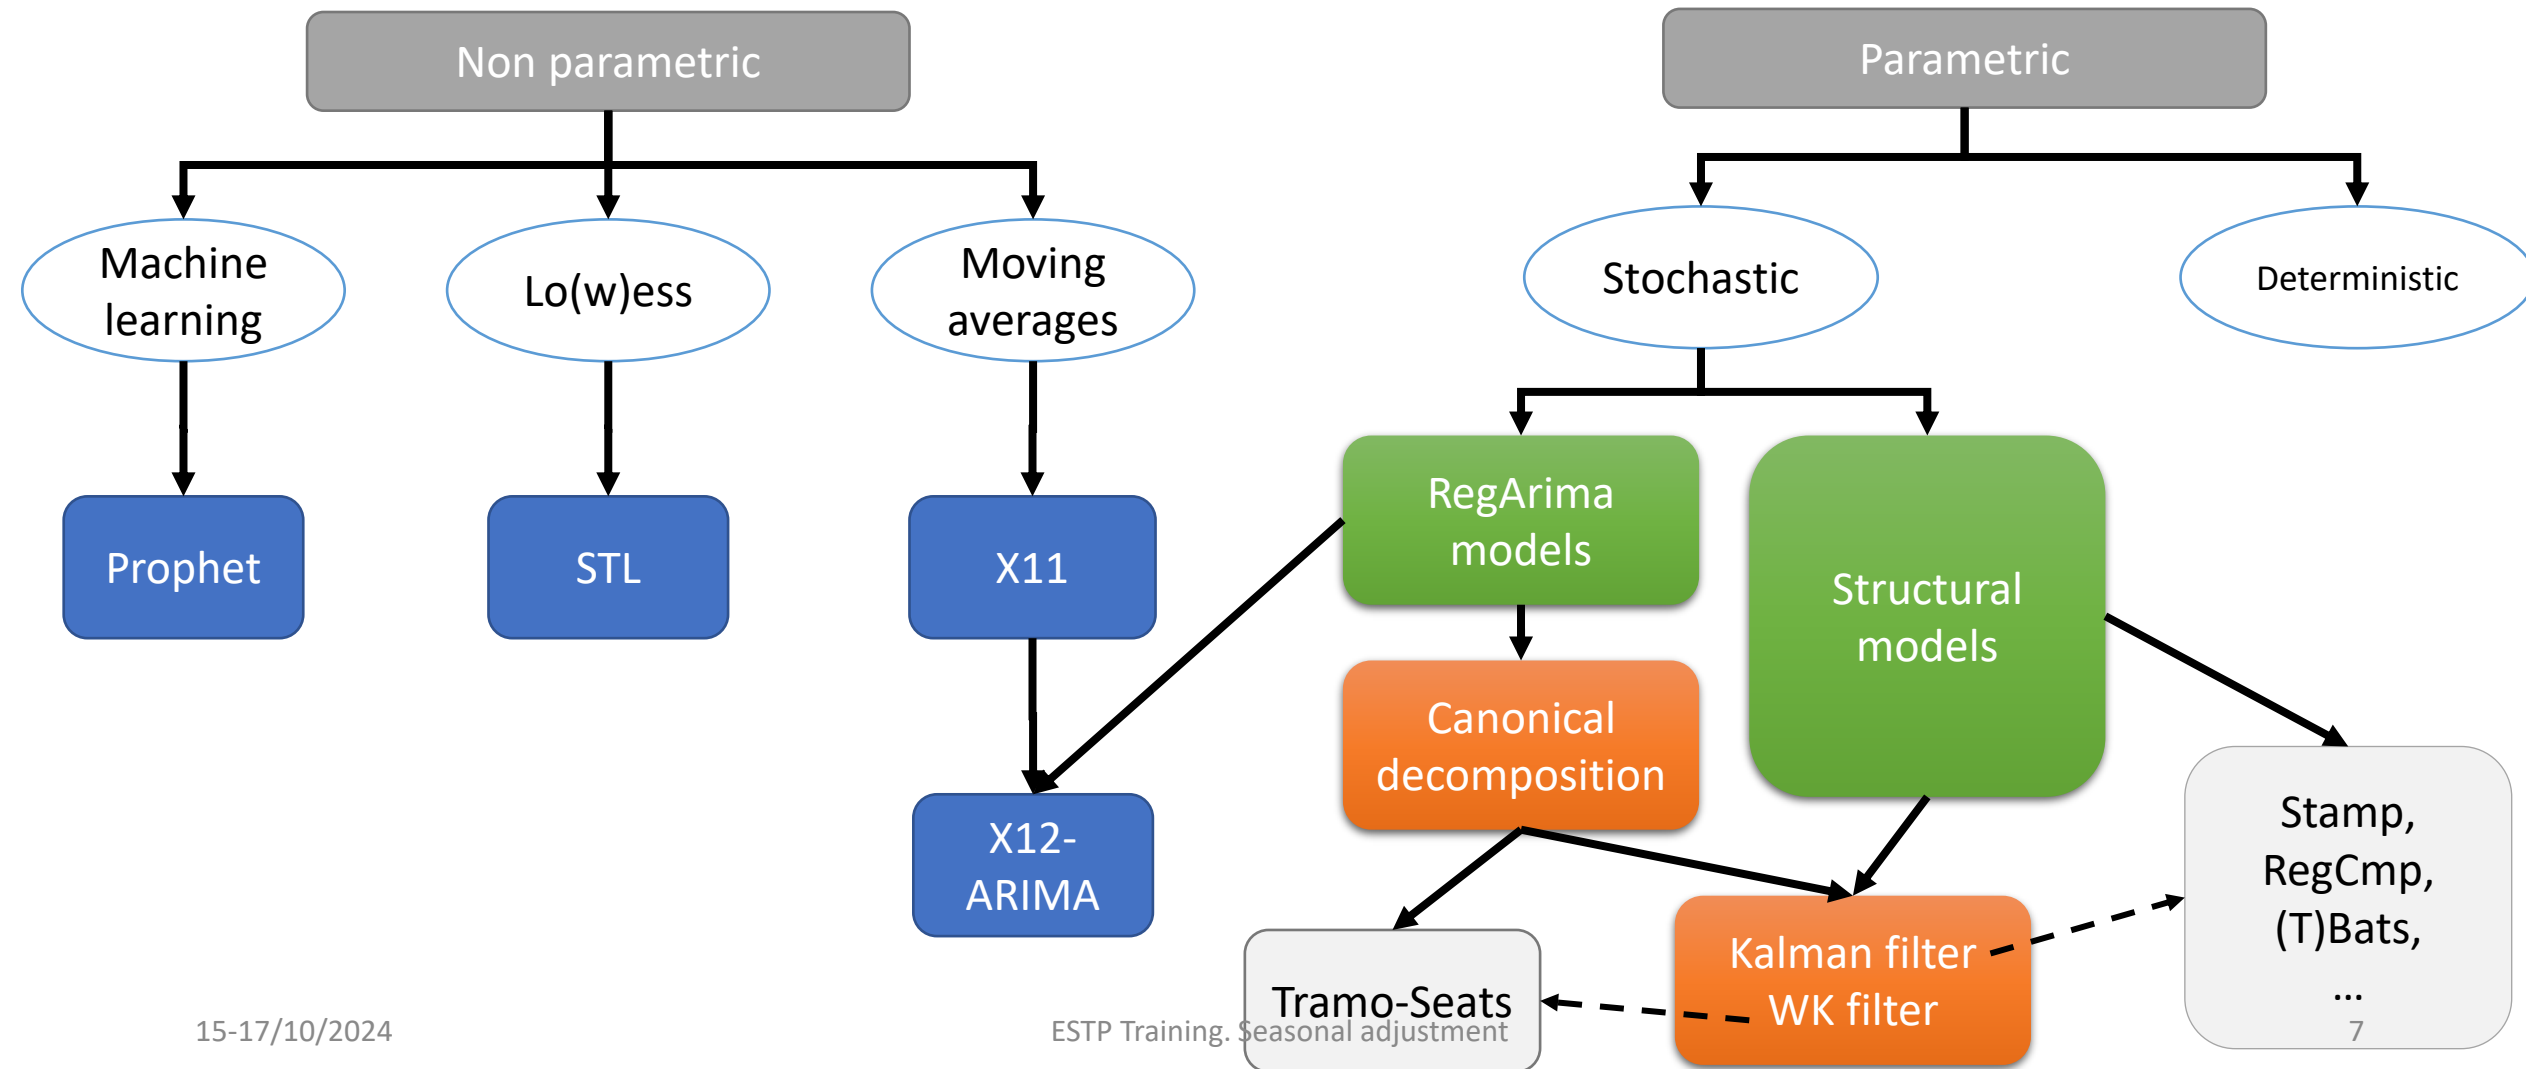 Non parametric
Parametric
Machine
learning
Lo(w)ess
Moving
averages
Stochastic
Deterministic
Prophet
STL
X11
RegArima
models
Structural
models
Canonical
decomposition
X12-
ARIMA
Stamp,
RegCmp,
(T)Bats,
...
Tramo-Seats
Kalman filter
WK filter
15-17/10/2024
ESTP Training. Seasonal adjustment
7